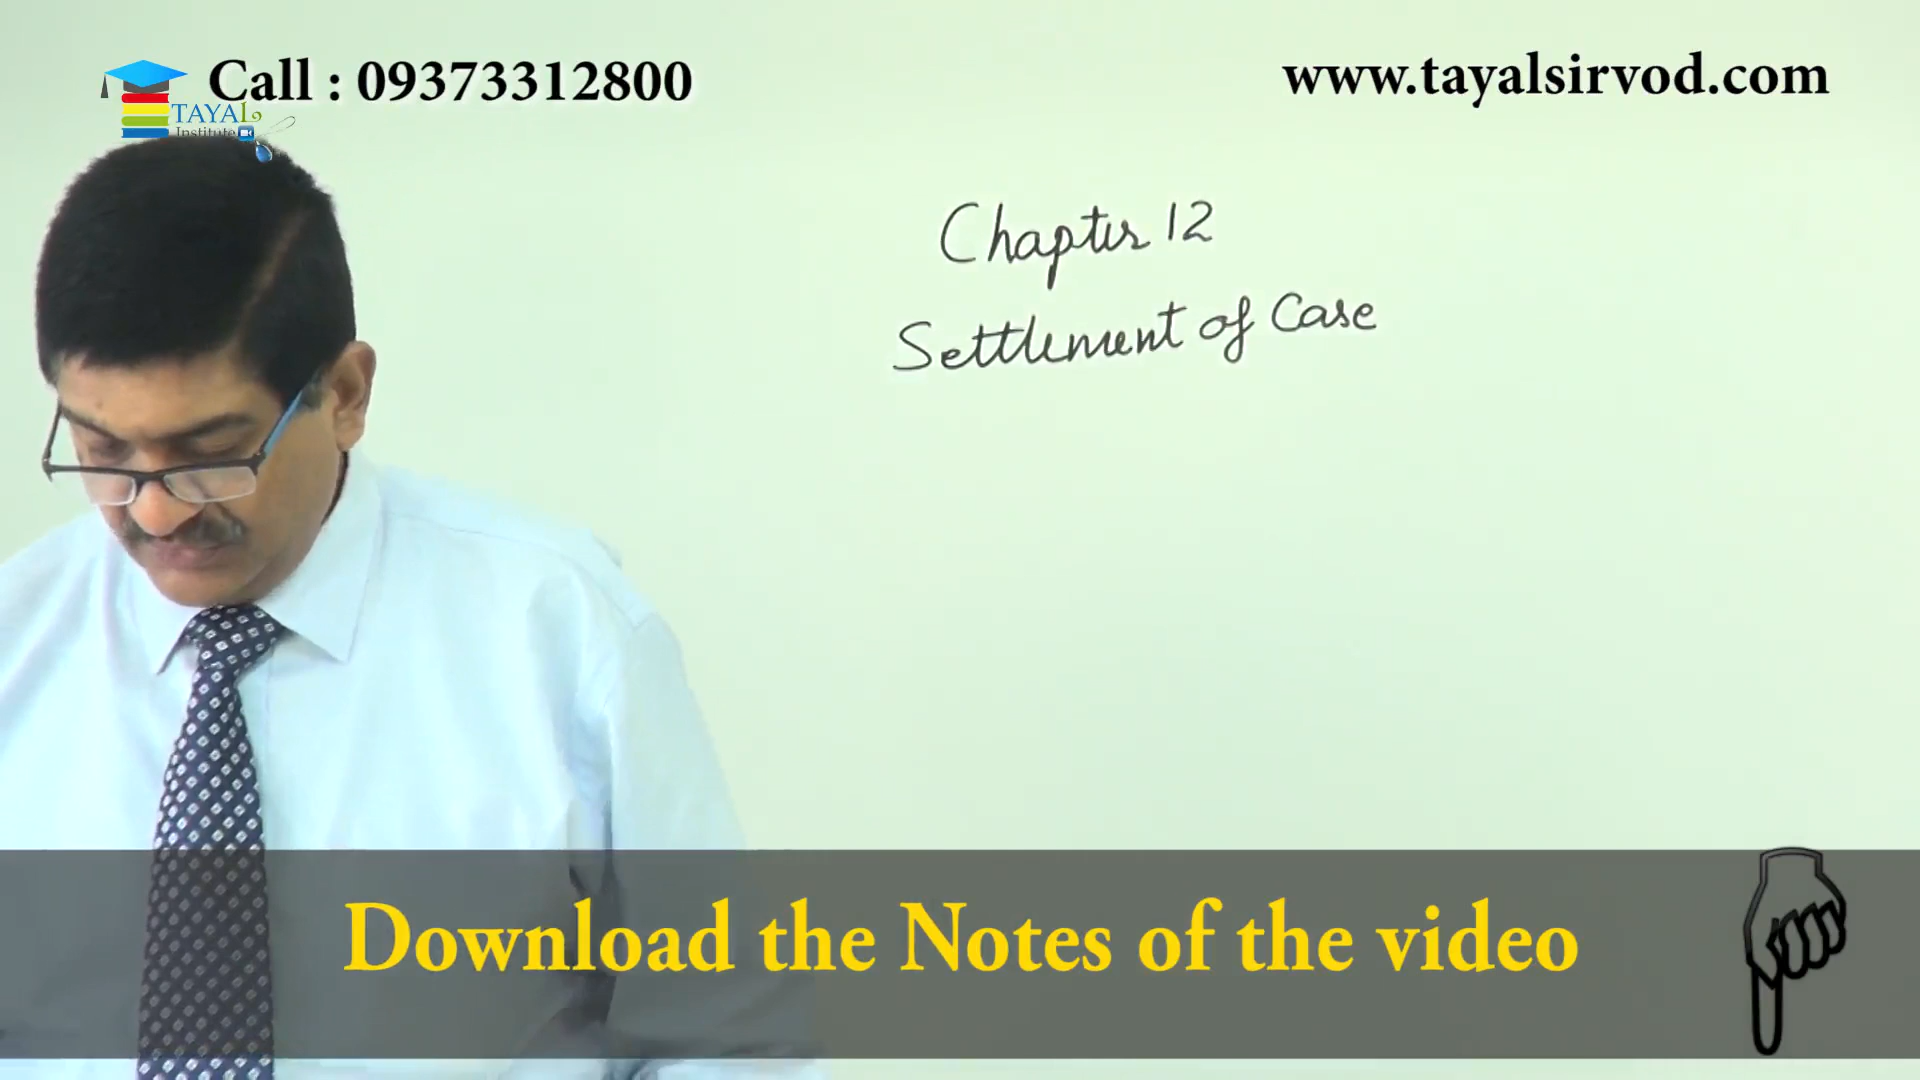 Call : 09373312800
www.tayalsirvod.com
TAYAL
Institute
Chapter 12
Settlement of Case
Download the Notes of the video